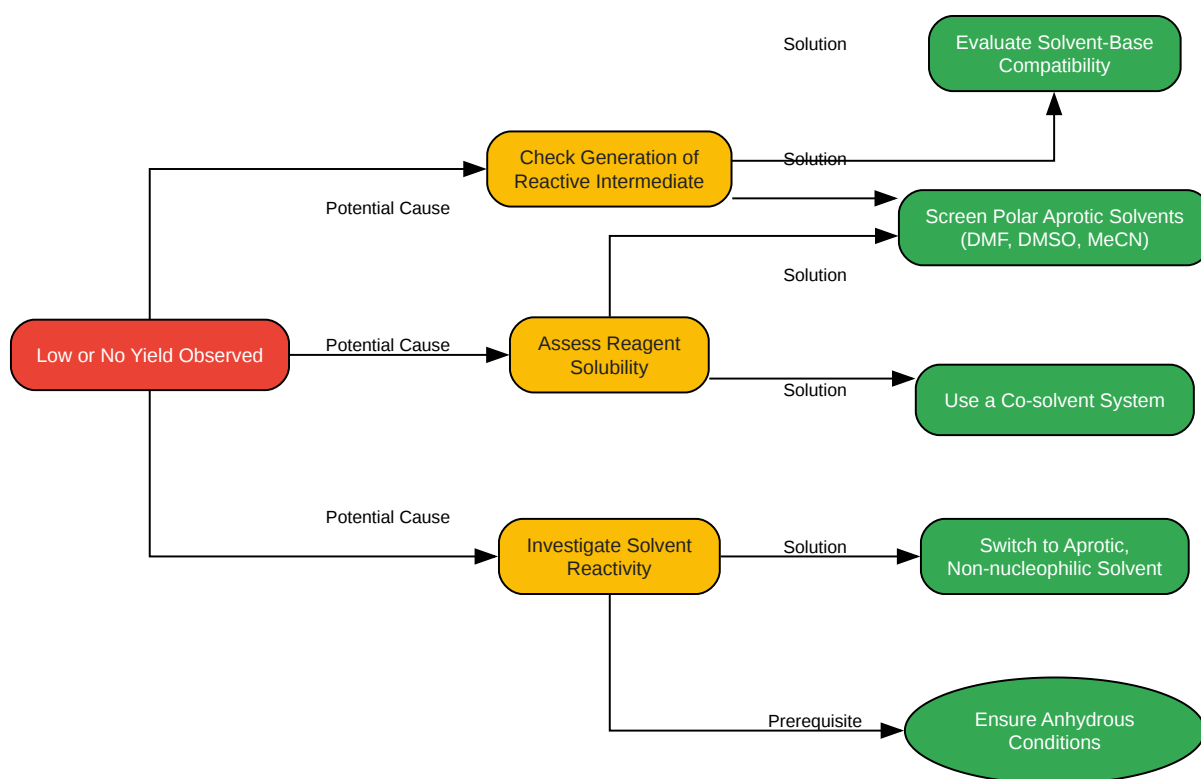 Solution
Evaluate Solvent-Base
Compatibility
Check Generation of
Reactive Intermediate
Solution
Potential Cause
Screen Polar Aprotic Solvents
(DMF, DMSO, MeCN)
Solution
Low or No Yield Observed
Potential Cause
Assess Reagent
Solubility
Solution
Use a Co-solvent System
Potential Cause
Investigate Solvent
Reactivity
Solution
Switch to Aprotic,
Non-nucleophilic Solvent
Prerequisite
Ensure Anhydrous
Conditions